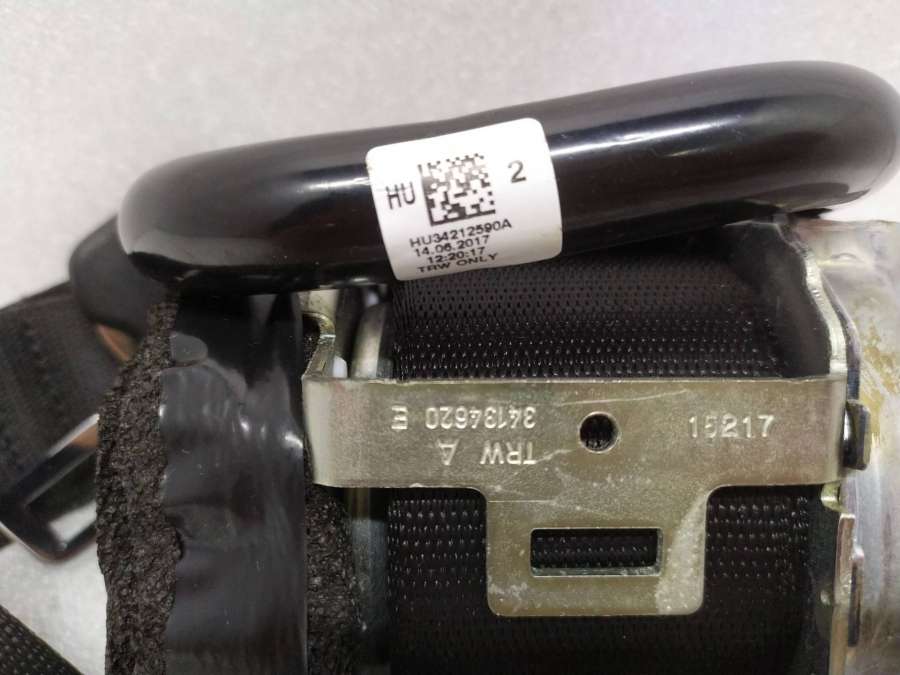 HU 2
HU34212590A
14.06.2017
12:20:17
TRW ONLY
TRW A
34134620 E
15217